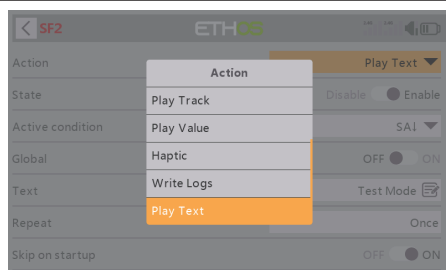 SF2 ETHOS
Action Play Text
State Disable Enable
Active condition SA↓
Global OFF ON
Text Test Mode
Repeat Once
Skip on startup OFF ON
Action
Play Track
Play Value
Haptic
Write Logs
Play Text